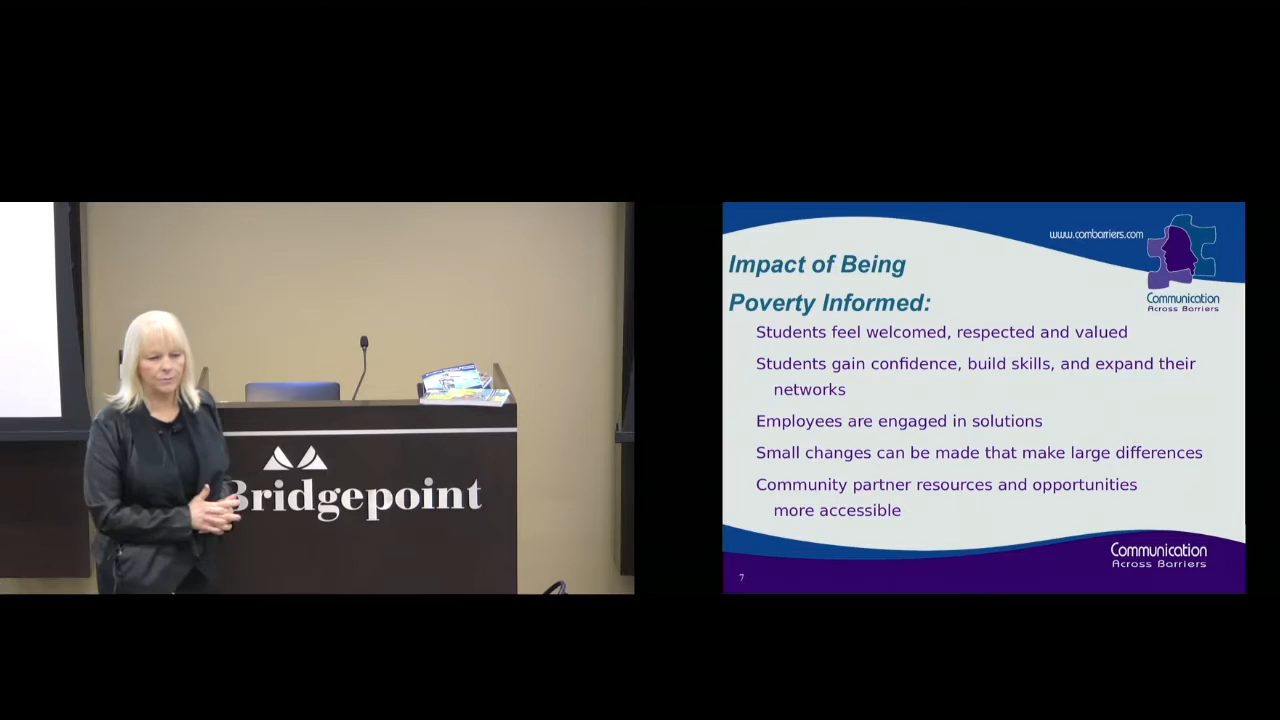 Bridgepoint
www.combarriers.com
Communication
Across Barriers
Impact of Being
Poverty Informed:
Students feel welcomed, respected and valued
Students gain confidence, build skills, and expand their
networks
Employees are engaged in solutions
Small changes can be made that make large differences
Community partner resources and opportunities
more accessible
Communication
Across Barriers
7